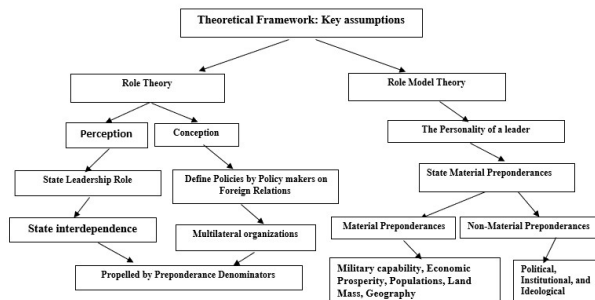 Theoretical Framework: Key assumptions
Role Theory
Role Model Theory
Perception
Conception
The Personality of a leader
State Leadership Role
Define Policies by Policy makers on
Foreign Relations
State Material Preponderances
State interdependence
Multilateral organizations
Material Preponderances
Non-Material Preponderances
Propelled by Preponderance Denominators
Military capability, Economic
Prosperity, Populations, Land
Mass, Geography
Political,
Institutional, and
Ideological